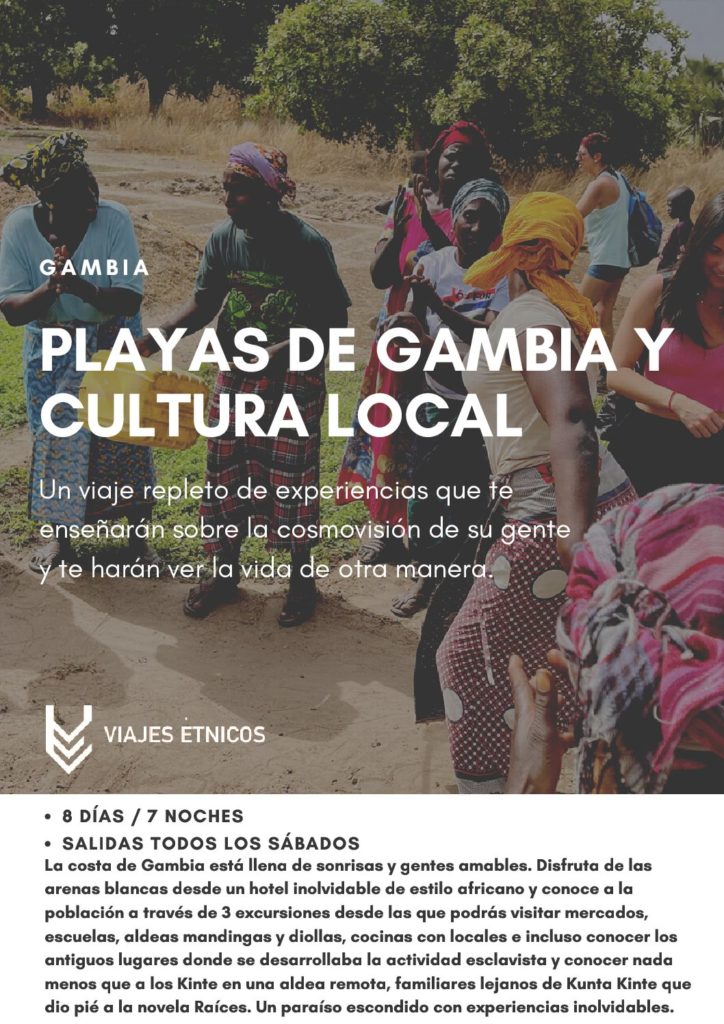 GAMBIA
PLAYAS DE GAMBIA Y
CULTURA LOCAL
Un viaje repleto de experiencias que te
enseñarán sobre la cosmovisión de su gente
y te harán ver la vida de otra manera.
VIAJES ÉTNICOS
• 8 DÍAS / 7 NOCHES
• SALIDAS TODOS LOS SÁBADOS
La costa de Gambia está llena de sonrisas y gentes amables. Disfruta de las
arenas blancas desde un hotel inolvidable de estilo africano y conoce a la
población a través de 3 excursiones desde las que podrás visitar mercados,
escuelas, aldeas mandingas y diollas, cocinas con locales e incluso conocer los
antiguos lugares donde se desarrollaba la actividad esclavista y conocer nada
menos que a los Kinte en una aldea remota, familiares lejanos de Kunta Kinte que
dio pié a la novela Raíces. Un paraíso escondido con experiencias inolvidables.